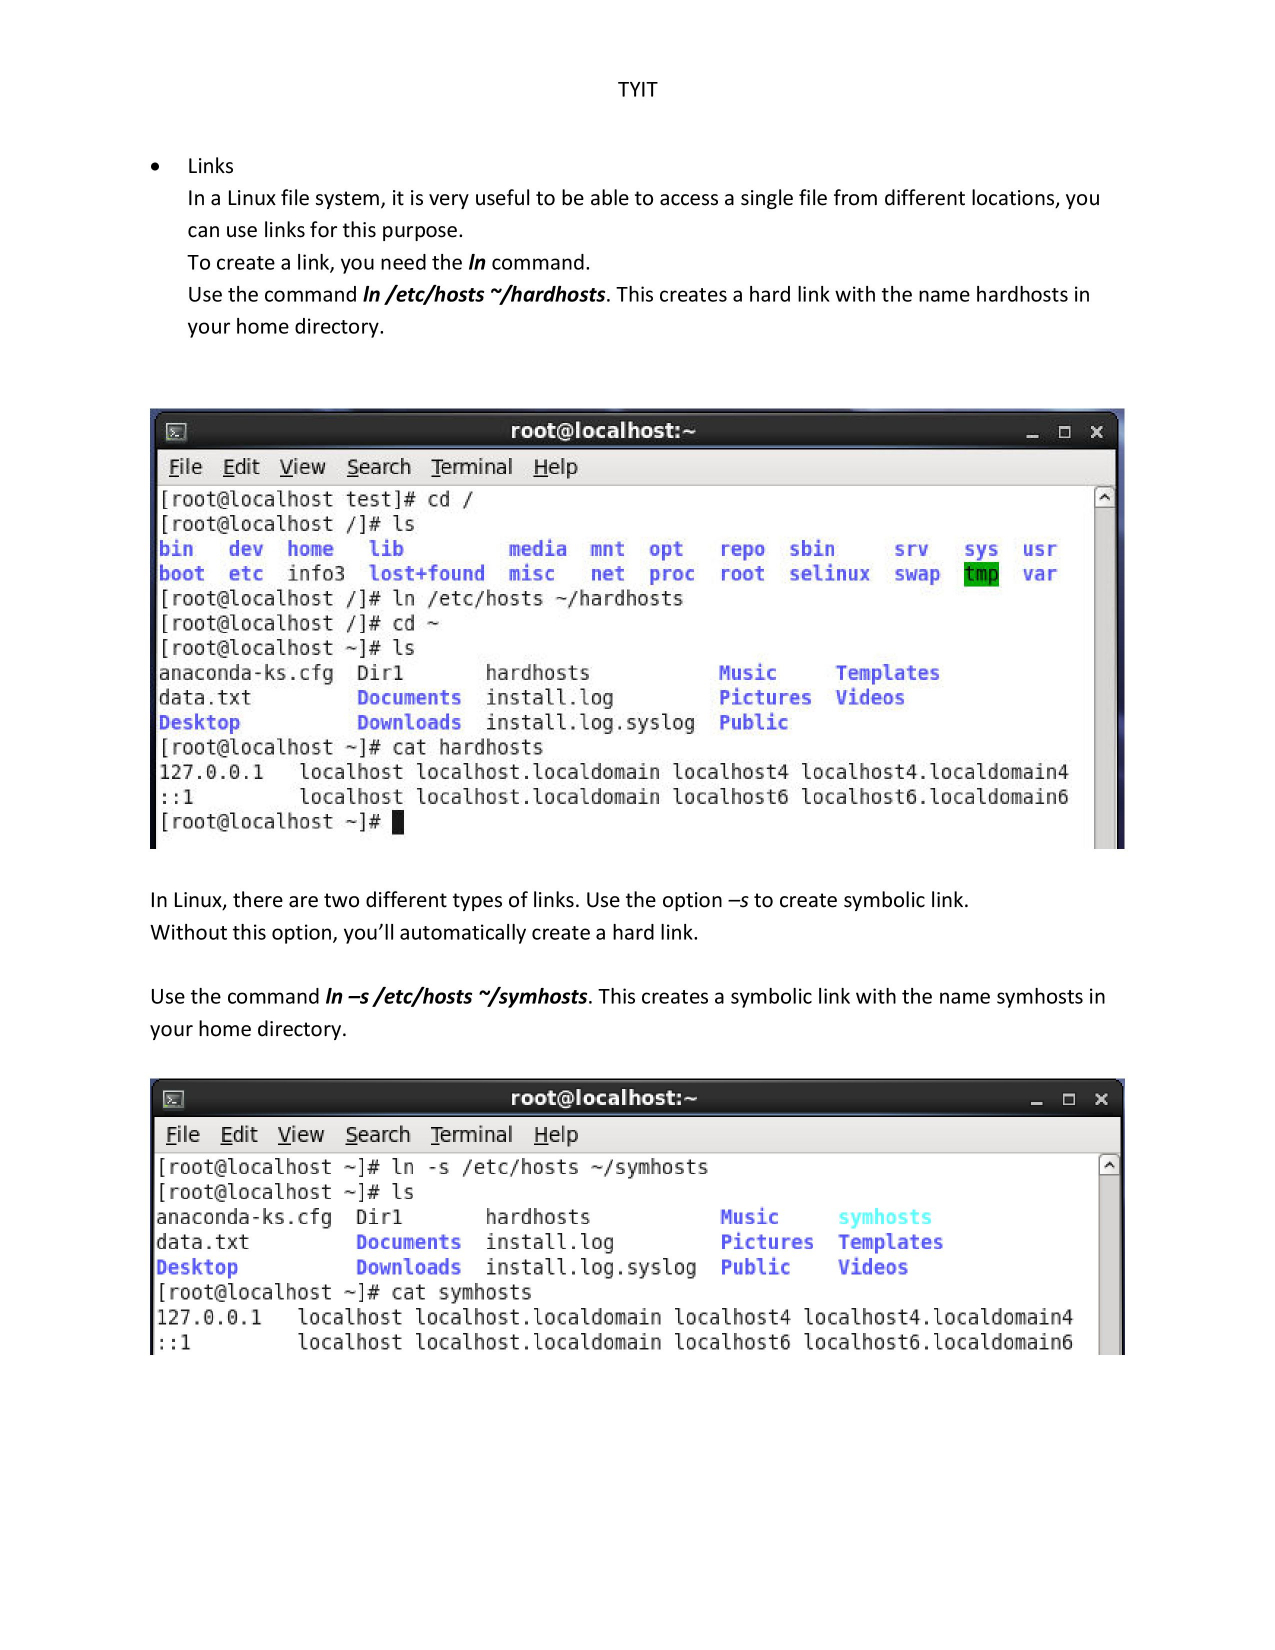 TYIT
• Links
In a Linux file system, it is very useful to be able to access a single file from different locations, you
can use links for this purpose.
To create a link, you need the ln command.
Use the command ln /etc/hosts ~/hardhosts. This creates a hard link with the name hardhosts in
your home directory.
root@localhost:~
File Edit View Search Terminal Help
[root@localhost test]# cd /
[root@localhost /]# ls
bin dev home lib media mnt opt repo sbin srv sys usr
boot etc info3 lost+found misc net proc root selinux swap tmp var
[root@localhost /]# ln /etc/hosts ~/hardhosts
[root@localhost /]# cd ~
[root@localhost ~]# ls
anaconda-ks.cfg Dir1 hardhosts Music Templates
data.txt Documents install.log Pictures Videos
Desktop Downloads install.log.syslog Public
[root@localhost ~]# cat hardhosts
127.0.0.1 localhost localhost.localdomain localhost4 localhost4.localdomain4
::1 localhost localhost.localdomain localhost6 localhost6.localdomain6
[root@localhost ~]#
In Linux, there are two different types of links. Use the option –s to create symbolic link.
Without this option, you’ll automatically create a hard link.
Use the command ln –s /etc/hosts ~/symhosts. This creates a symbolic link with the name symhosts in
your home directory.
root@localhost:~
File Edit View Search Terminal Help
[root@localhost ~]# ln -s /etc/hosts ~/symhosts
[root@localhost ~]# ls
anaconda-ks.cfg Dir1 hardhosts Music symhosts
data.txt Documents install.log Pictures Templates
Desktop Downloads install.log.syslog Public Videos
[root@localhost ~]# cat symhosts
127.0.0.1 localhost localhost.localdomain localhost4 localhost4.localdomain4
::1 localhost localhost.localdomain localhost6 localhost6.localdomain6